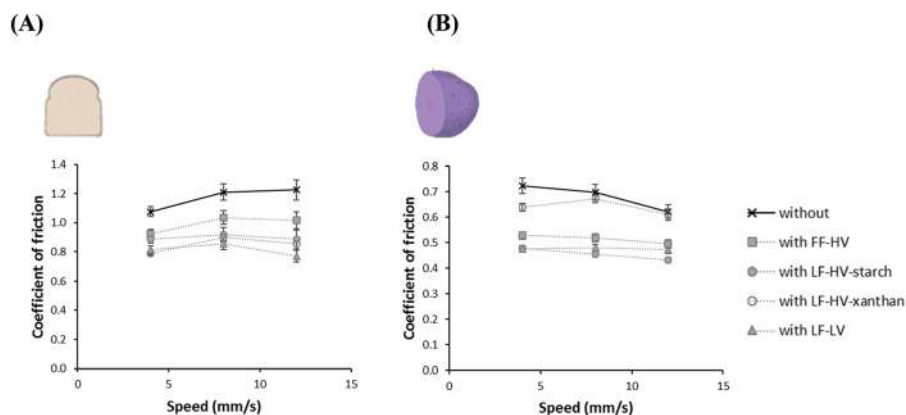 (A)
(B)
Coefficient of friction
1.4
1.2
1.0
0.8
0.6
0.4
0.2
0.0
0
5
10
15
Speed (mm/s)
Coefficient of friction
0.8
0.7
0.6
0.5
0.4
0.3
0.2
0.1
0.0
0
5
10
15
Speed (mm/s)
without
with FF-HV
with LF-HV-starch
with LF-HV-xanthan
with LF-LV